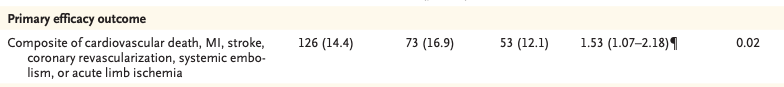 Primary efficacy outcome
Composite of cardiovascular death, MI, stroke, 126 (14.4) 73 (16.9) 53 (12.1) 1.53 (1.07–2.18)¶ 0.02
coronary revascularization, systemic embo-
lism, or acute limb ischemia